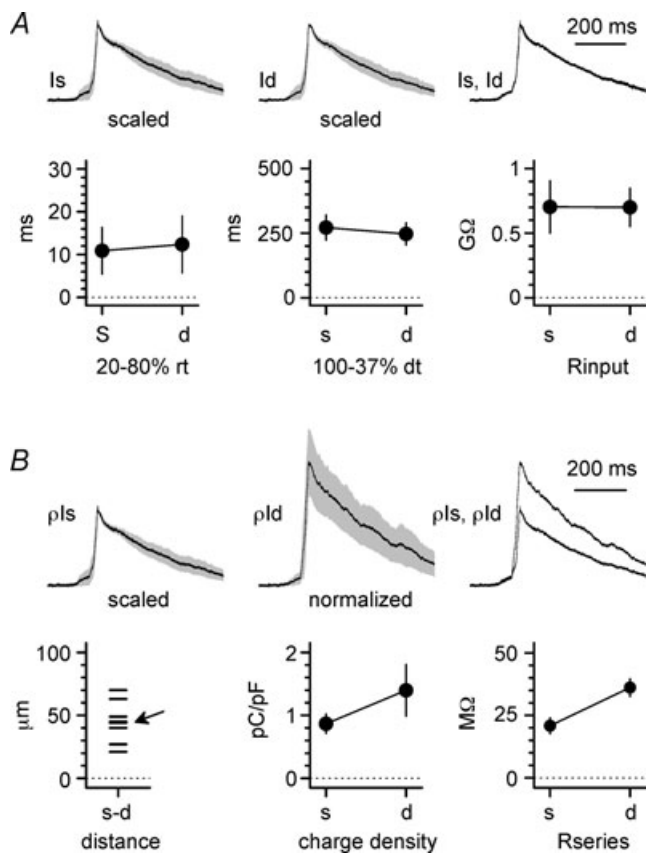 A
Is
scaled
Id
scaled
Is, Id
200 ms
30
20
10
0
ms
S
d
20-80% rt
500
250
0
ms
s
d
100-37% dt
1
0.5
0
GΩ
s
d
Rinput
B
ρIs
scaled
ρId
normalized
ρIs, ρId
200 ms
100
50
0
μm
s-d
distance
2
1
0
pC/pF
s
d
charge density
50
25
0
MΩ
s
d
Rseries